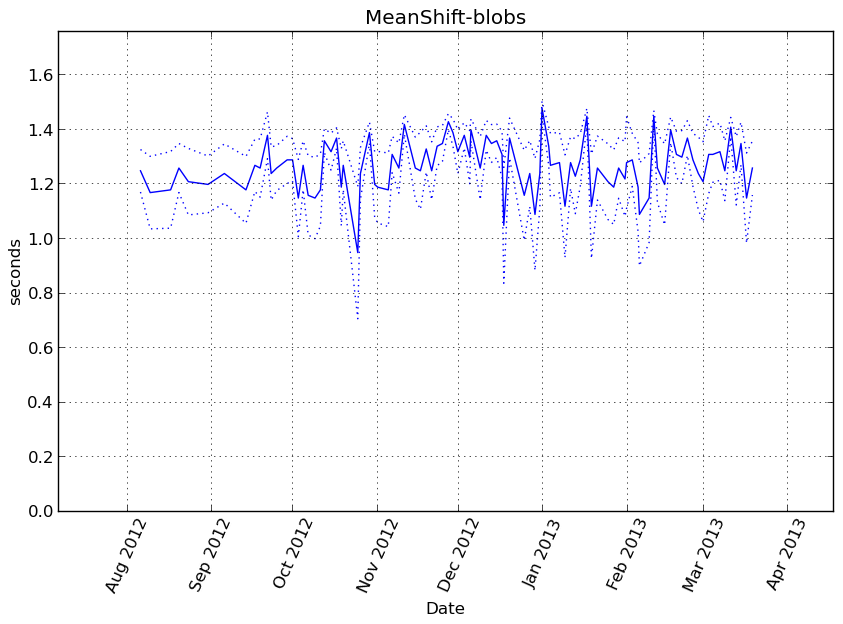 MeanShift-blobs
1.6
1.4
1.2
1.0
0.8
0.6
0.4
0.2
0.0
seconds
Aug 2012
Sep 2012
Oct 2012
Nov 2012
Dec 2012
Jan 2013
Feb 2013
Mar 2013
Apr 2013
Date